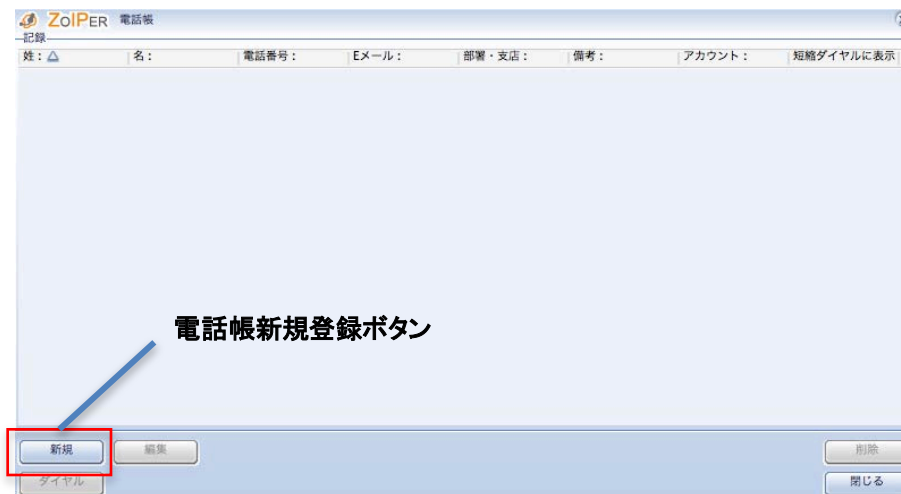 ZOIPER 電話帳
記録
姓： 名： 電話番号： Eメール： 部署・支店： 備考： アカウント： 短縮ダイヤルに表示
電話帳新規登録ボタン
新規 編集 削除
ダイヤル 閉じる